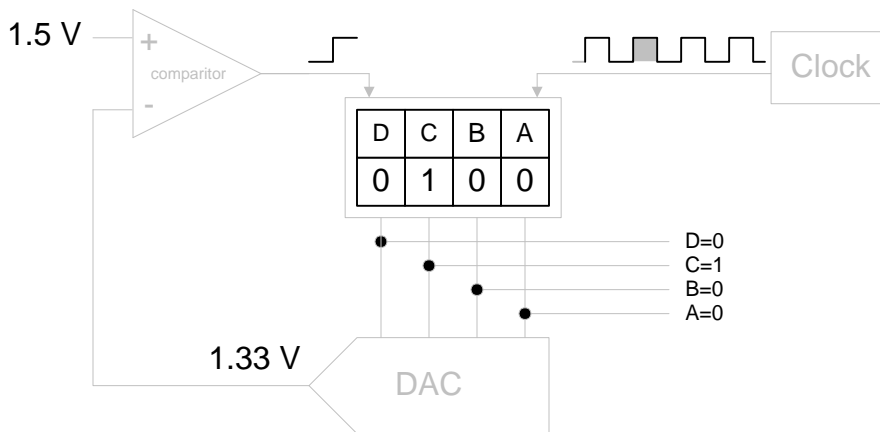 1.5 V
+
comparitor
-
Clock
D C B A
0 1 0 0
D=0
C=1
B=0
A=0
1.33 V
DAC